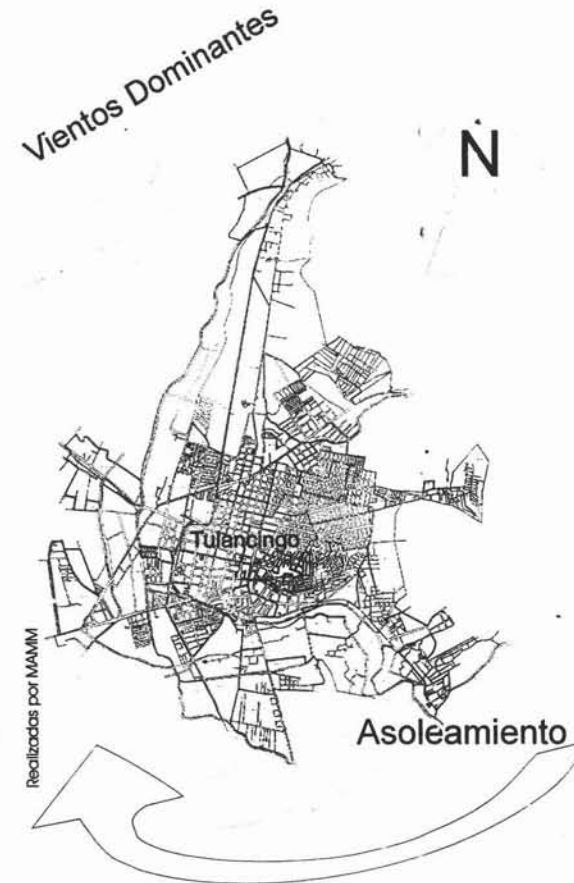 Vientos Dominantes
N
Tulancingo
Realizadas por MAMM
Asoleamiento